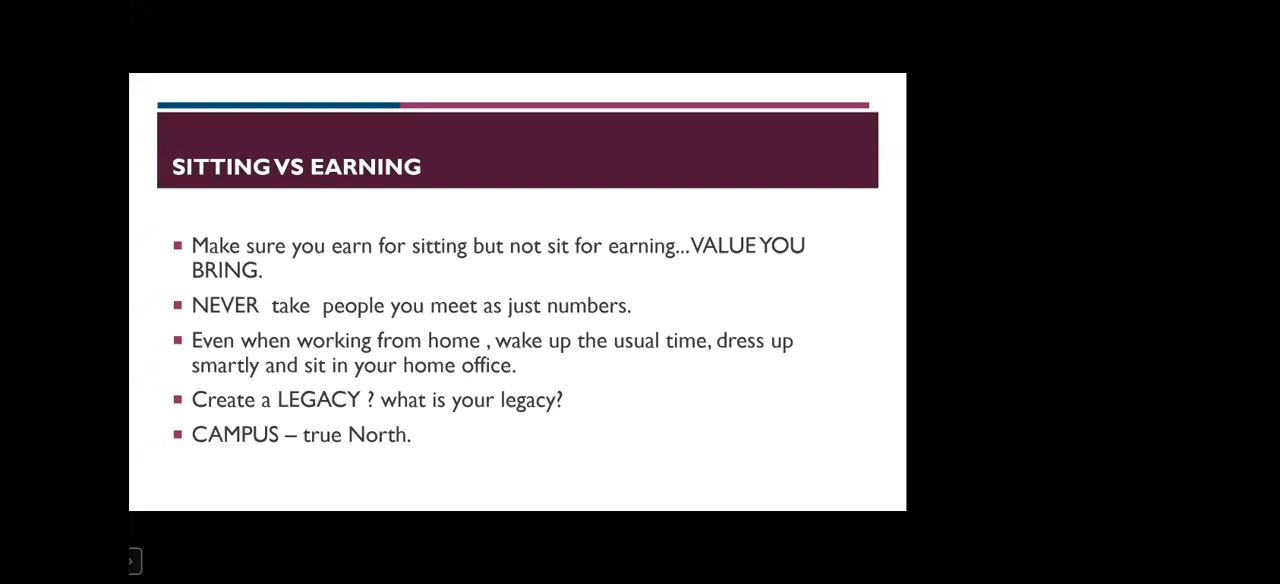 SITTING VS EARNING
Make sure you earn for sitting but not sit for earning...VALUE YOU
BRING.
NEVER take people you meet as just numbers.
Even when working from home , wake up the usual time, dress up
smartly and sit in your home office.
Create a LEGACY ? what is your legacy?
CAMPUS – true North.